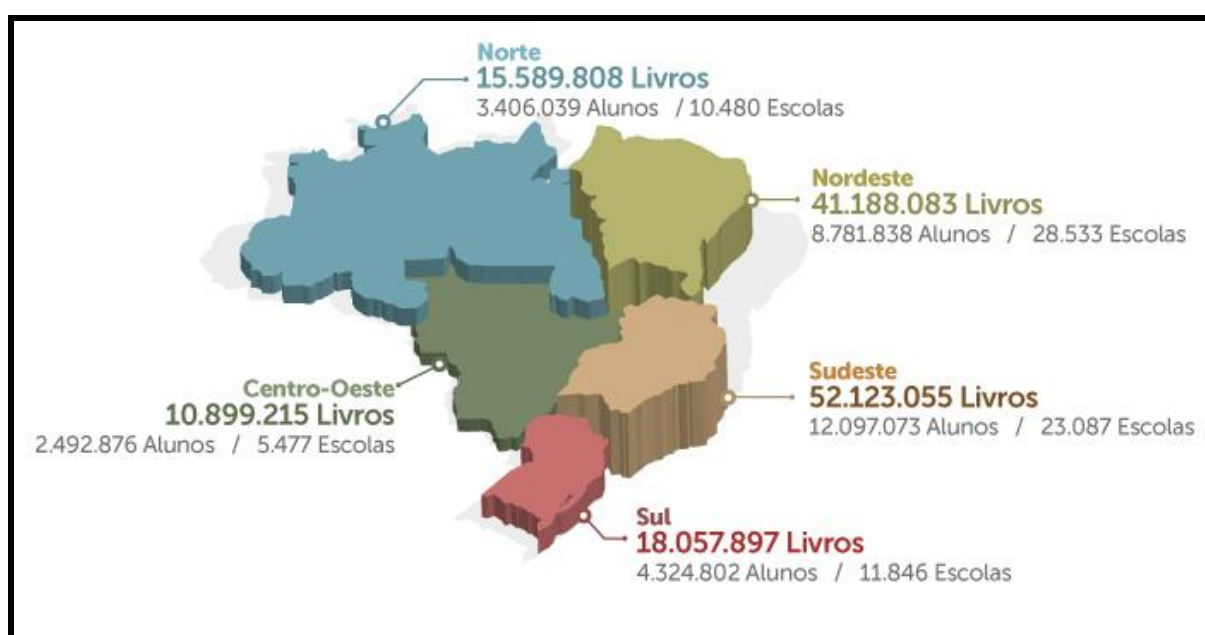 Norte
15.589.808 Livros
3.406.039 Alunos / 10.480 Escolas
Nordeste
41.188.083 Livros
8.781.838 Alunos / 28.533 Escolas
Sudeste
52.123.055 Livros
12.097.073 Alunos / 23.087 Escolas
Centro-Oeste
10.899.215 Livros
2.492.876 Alunos / 5.477 Escolas
Sul
18.057.897 Livros
4.324.802 Alunos / 11.846 Escolas